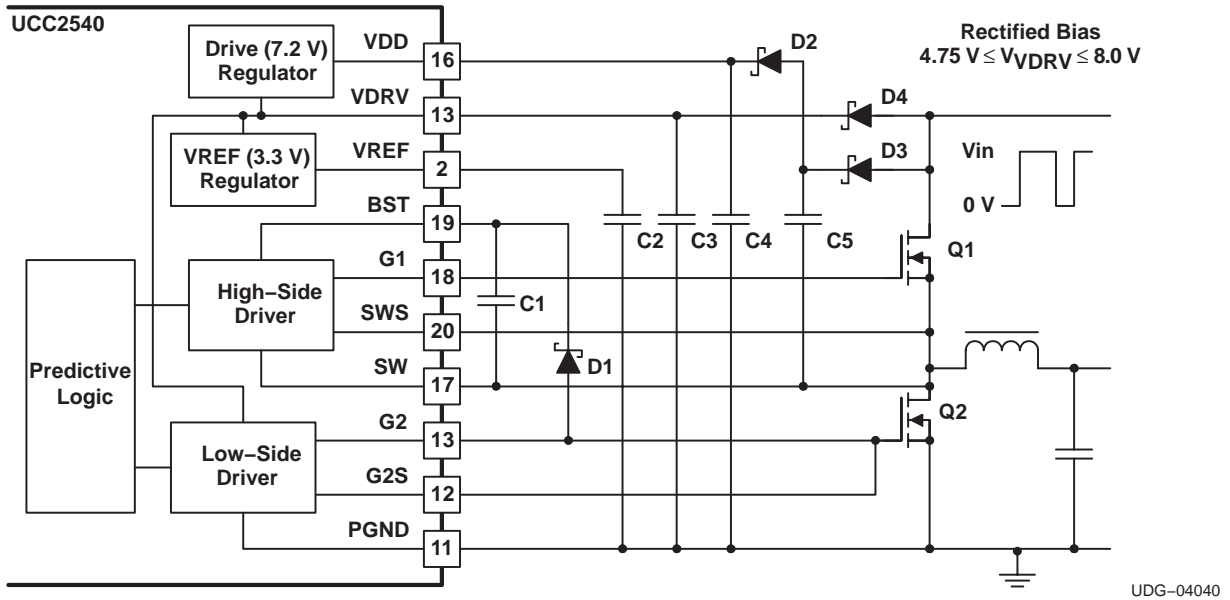 UCC2540
Drive (7.2 V)
Regulator
VDD
16
D2
Rectified Bias
4.75 V ≤ VVDRV ≤ 8.0 V
VDRV
13
D4
VREF (3.3 V)
Regulator
VREF
2
D3
Vin
0 V
BST
19
C2
C3
C4
C5
Q1
G1
18
High–Side
Driver
C1
SWS
20
SW
17
D1
Predictive
Logic
G2
13
Q2
Low–Side
Driver
G2S
12
PGND
11
UDG–04040